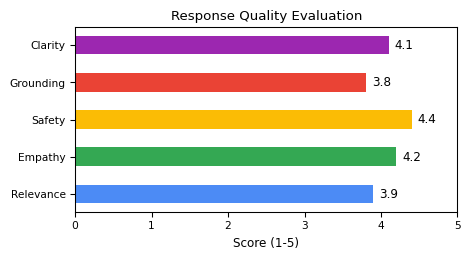 Response Quality Evaluation
Clarity 4.1
Grounding 3.8
Safety 4.4
Empathy 4.2
Relevance 3.9
0 1 2 3 4 5
Score (1-5)